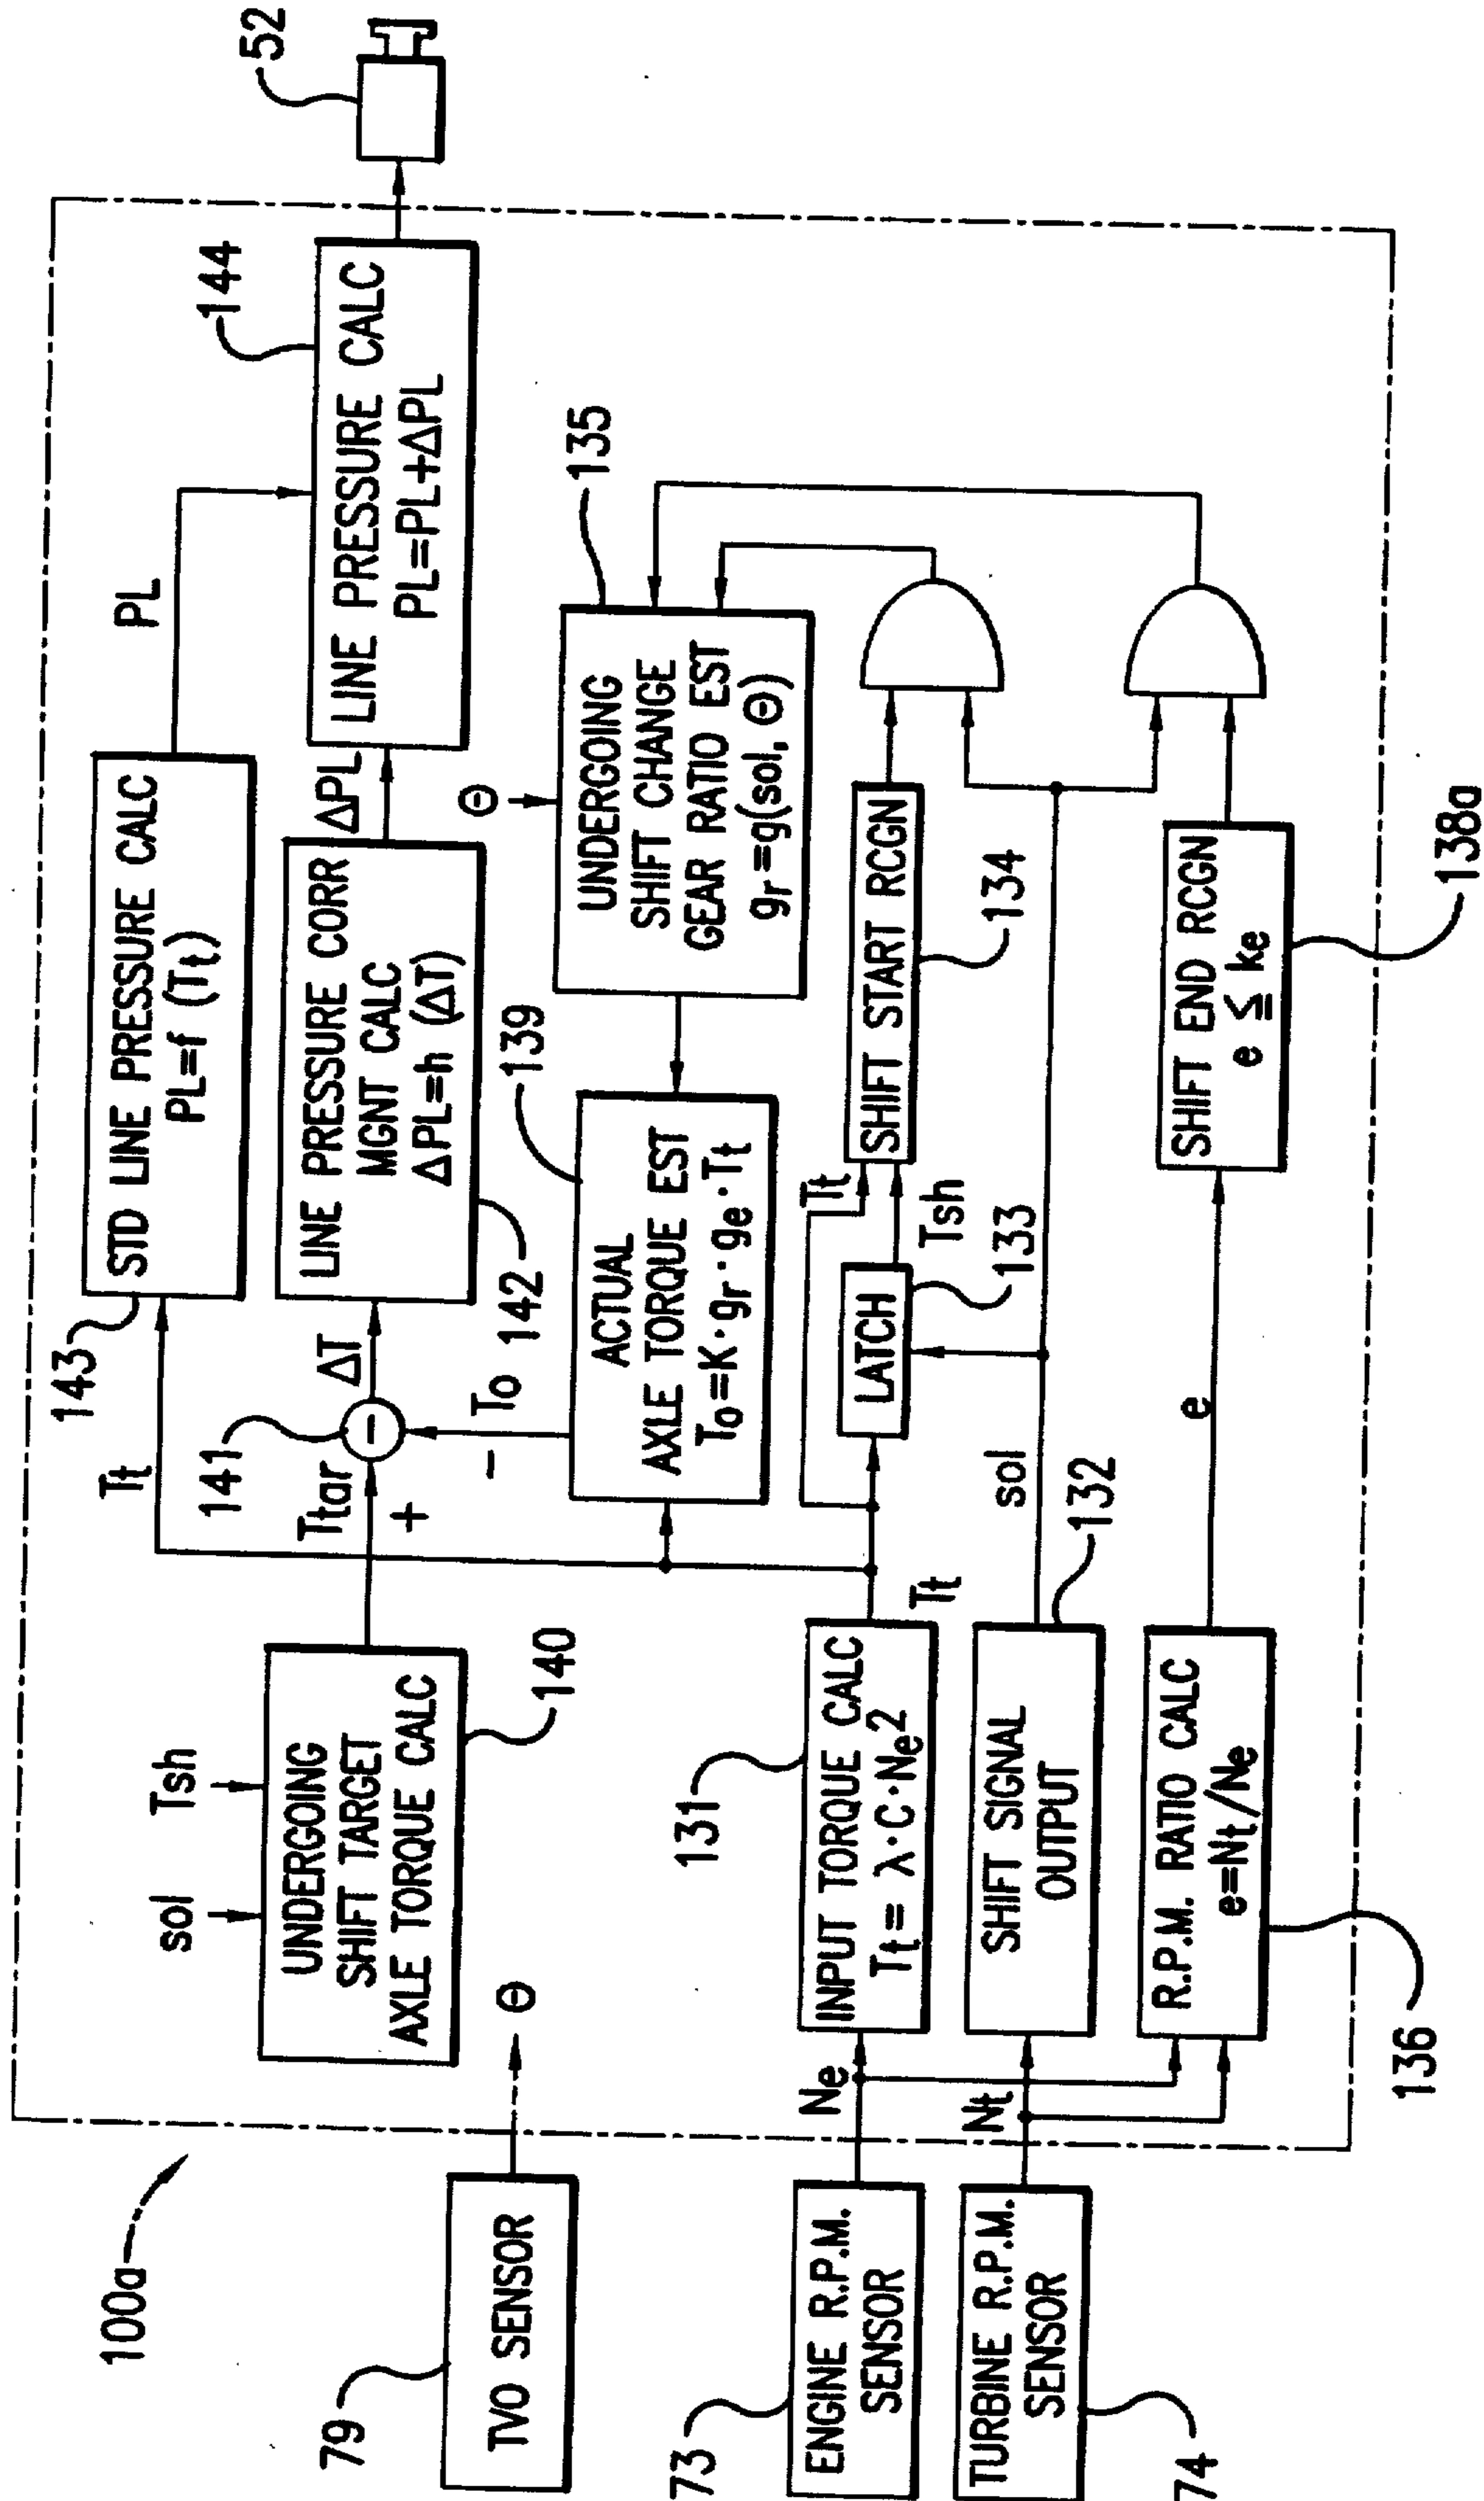 100a
79
TVO SENSOR
Θ
73
ENGINE R.P.M.
SENSOR
74
TURBINE R.P.M.
SENSOR
Ne
Nt
sol
Tsh
UNDERGOING
SHIFT TARGET
AXLE TORQUE CALC
140
131
INPUT TORQUE CALC
Tt = λ·C·Ne2
Tt
SHIFT SIGNAL
OUTPUT
132
sol
R.P.M. RATIO CALC
e=Nt/Ne
136
e
Tt
143
STD LINE PRESSURE CALC
PL=f (Tt)
PL
141
Ttar
+
-
-
ΔT
To
142
LINE PRESSURE CORR
MGNT CALC
ΔPL=h (ΔT)
ΔPL
144
LINE PRESSURE CALC
PL=PL+ΔPL
52
139
ACTUAL
AXLE TORQUE EST
To=K·gr·ge·Tt
Θ
135
UNDERGOING
SHIFT CHANGE
GEAR RATIO EST
gr=g(sol, Θ)
LATCH
133
Tt
Tsh
SHIFT START RCGN
134
SHIFT END RCGN
e ≦ ke
138a